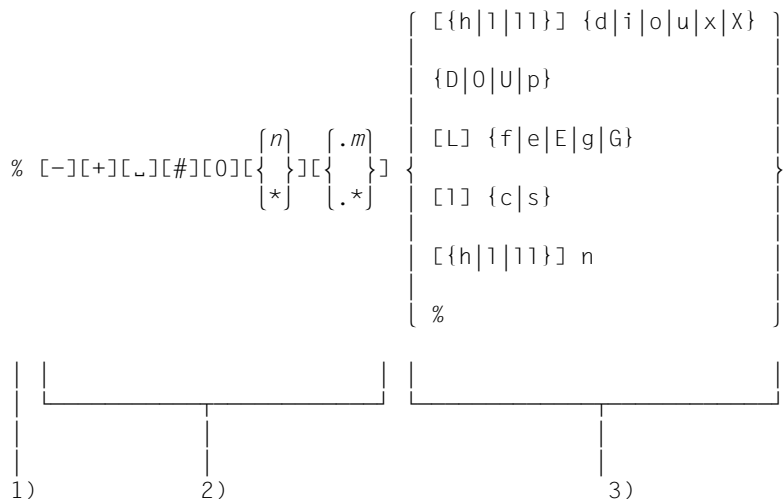 [{h|l|ll}] {d|i|o|u|x|X}
{D|O|U|p}
n .m
[L] {f|e|E|g|G}
% [−][+][␣][#][0][{ }][{ }]
* .*
[l] {c|s}
[{h|l|ll}] n
%
1) 2) 3)